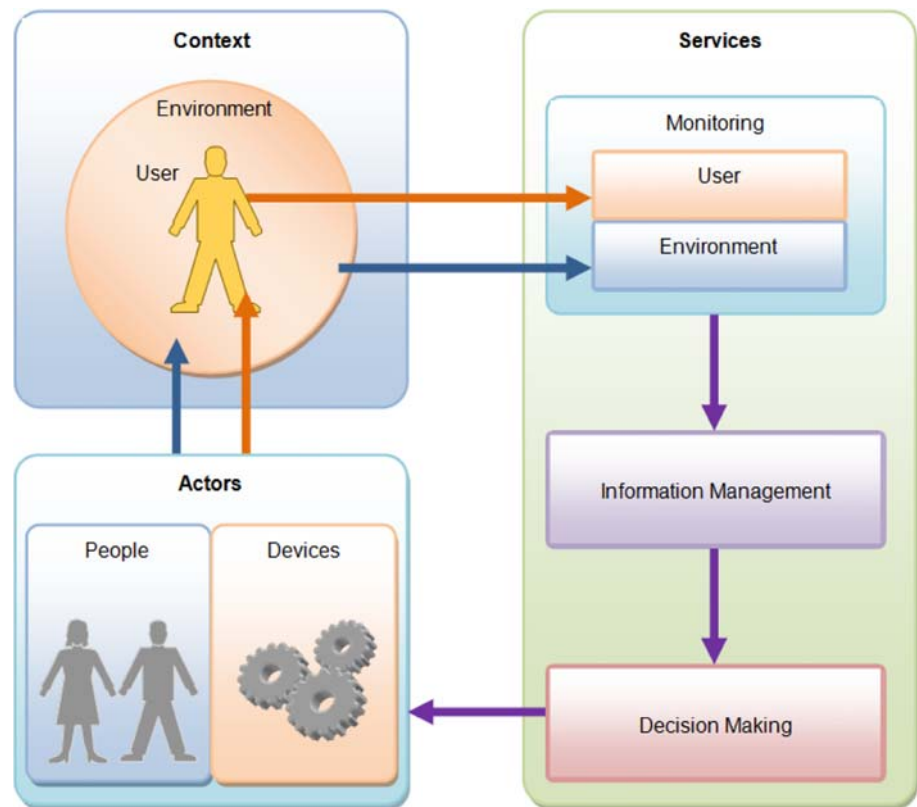 Context
Environment
User
Services
Monitoring
User
Environment
Information Management
Decision Making
Actors
People
Devices